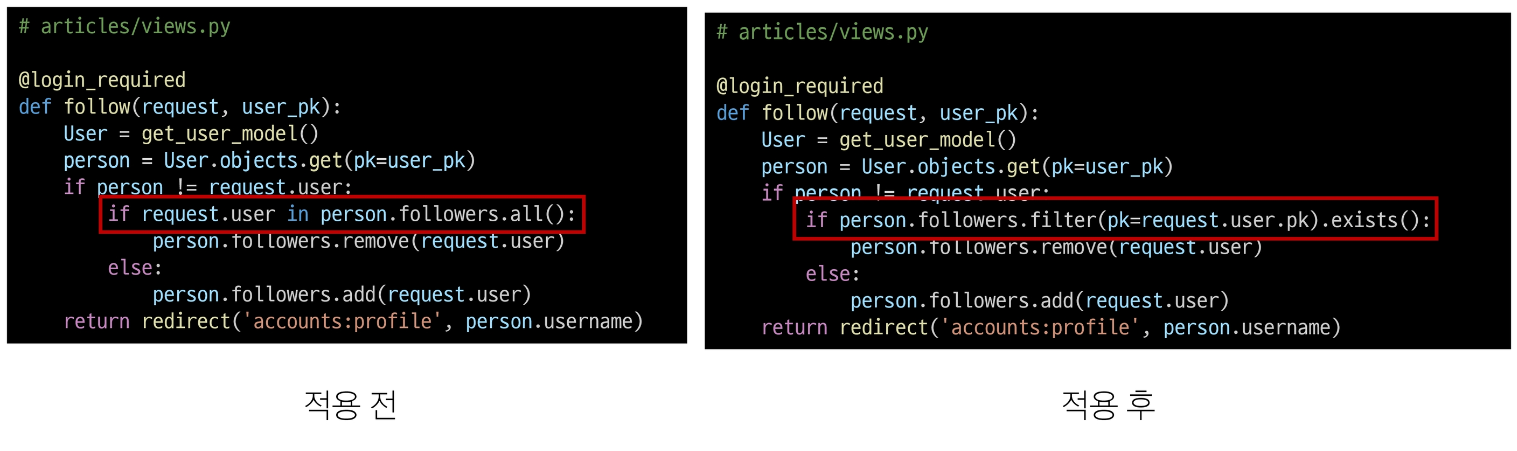 # articles/views.py
@login_required
def follow(request, user_pk):
    User = get_user_model()
    person = User.objects.get(pk=user_pk)
    if person != request.user:
        if request.user in person.followers.all():
            person.followers.remove(request.user)
        else:
            person.followers.add(request.user)
    return redirect('accounts:profile', person.username)
적용 전
# articles/views.py
@login_required
def follow(request, user_pk):
    User = get_user_model()
    person = User.objects.get(pk=user_pk)
    if person != request.user:
        if person.followers.filter(pk=request.user.pk).exists():
            person.followers.remove(request.user)
        else:
            person.followers.add(request.user)
    return redirect('accounts:profile', person.username)
적용 후